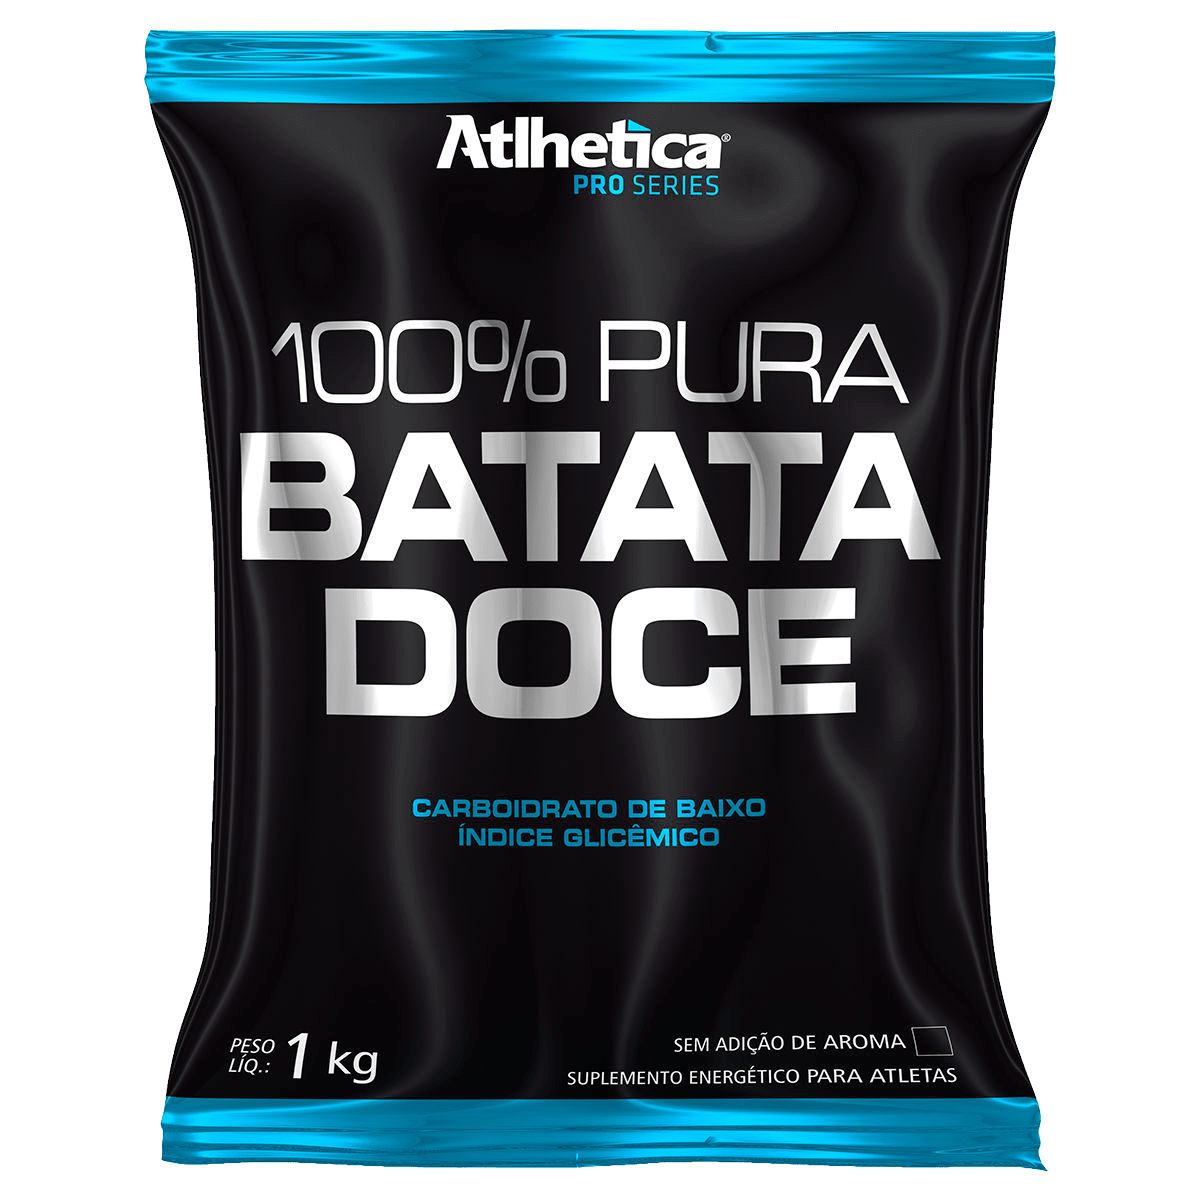 Atlhetica®
PRO SERIES
100% PURA
BATATA
DOCE
CARBOIDRATO DE BAIXO
ÍNDICE GLICÊMICO
PESO
LÍQ.: 1 kg
SEM ADIÇÃO DE AROMA
SUPLEMENTO ENERGÉTICO PARA ATLETAS